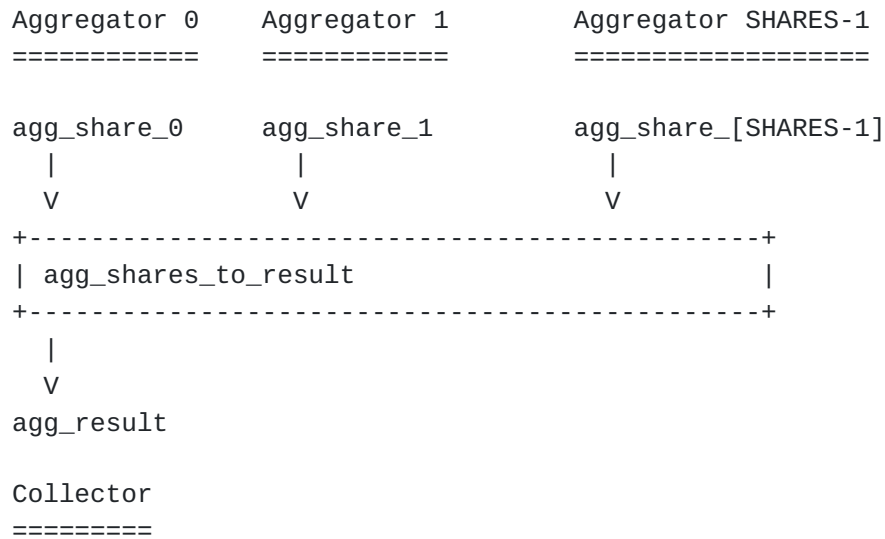 Aggregator 0    Aggregator 1        Aggregator SHARES-1
============    ============        ===================

agg_share_0     agg_share_1         agg_share_[SHARES-1]
  |               |                   |
  V               V                   V
+-----------------------------------------------+
| agg_shares_to_result                          |
+-----------------------------------------------+
  |
  V
agg_result

Collector
=========